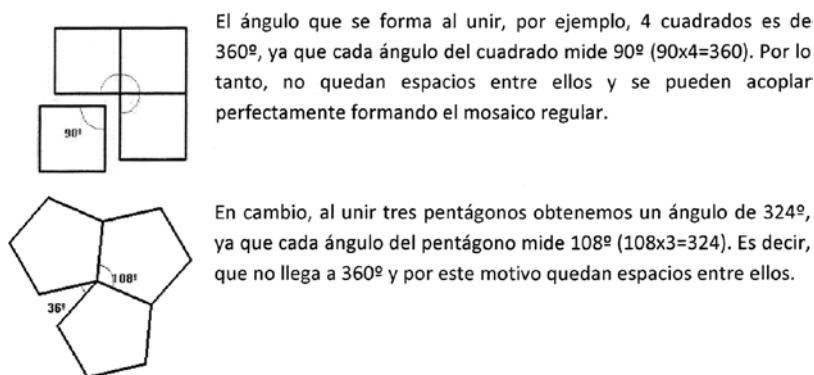 El ángulo que se forma al unir, por ejemplo, 4 cuadrados es de
360º, ya que cada ángulo del cuadrado mide 90º (90x4=360). Por lo
tanto, no quedan espacios entre ellos y se pueden acoplar
perfectamente formando el mosaico regular.
90º
En cambio, al unir tres pentágonos obtenemos un ángulo de 324º,
ya que cada ángulo del pentágono mide 108º (108x3=324). Es decir,
que no llega a 360º y por este motivo quedan espacios entre ellos.
108º
36º